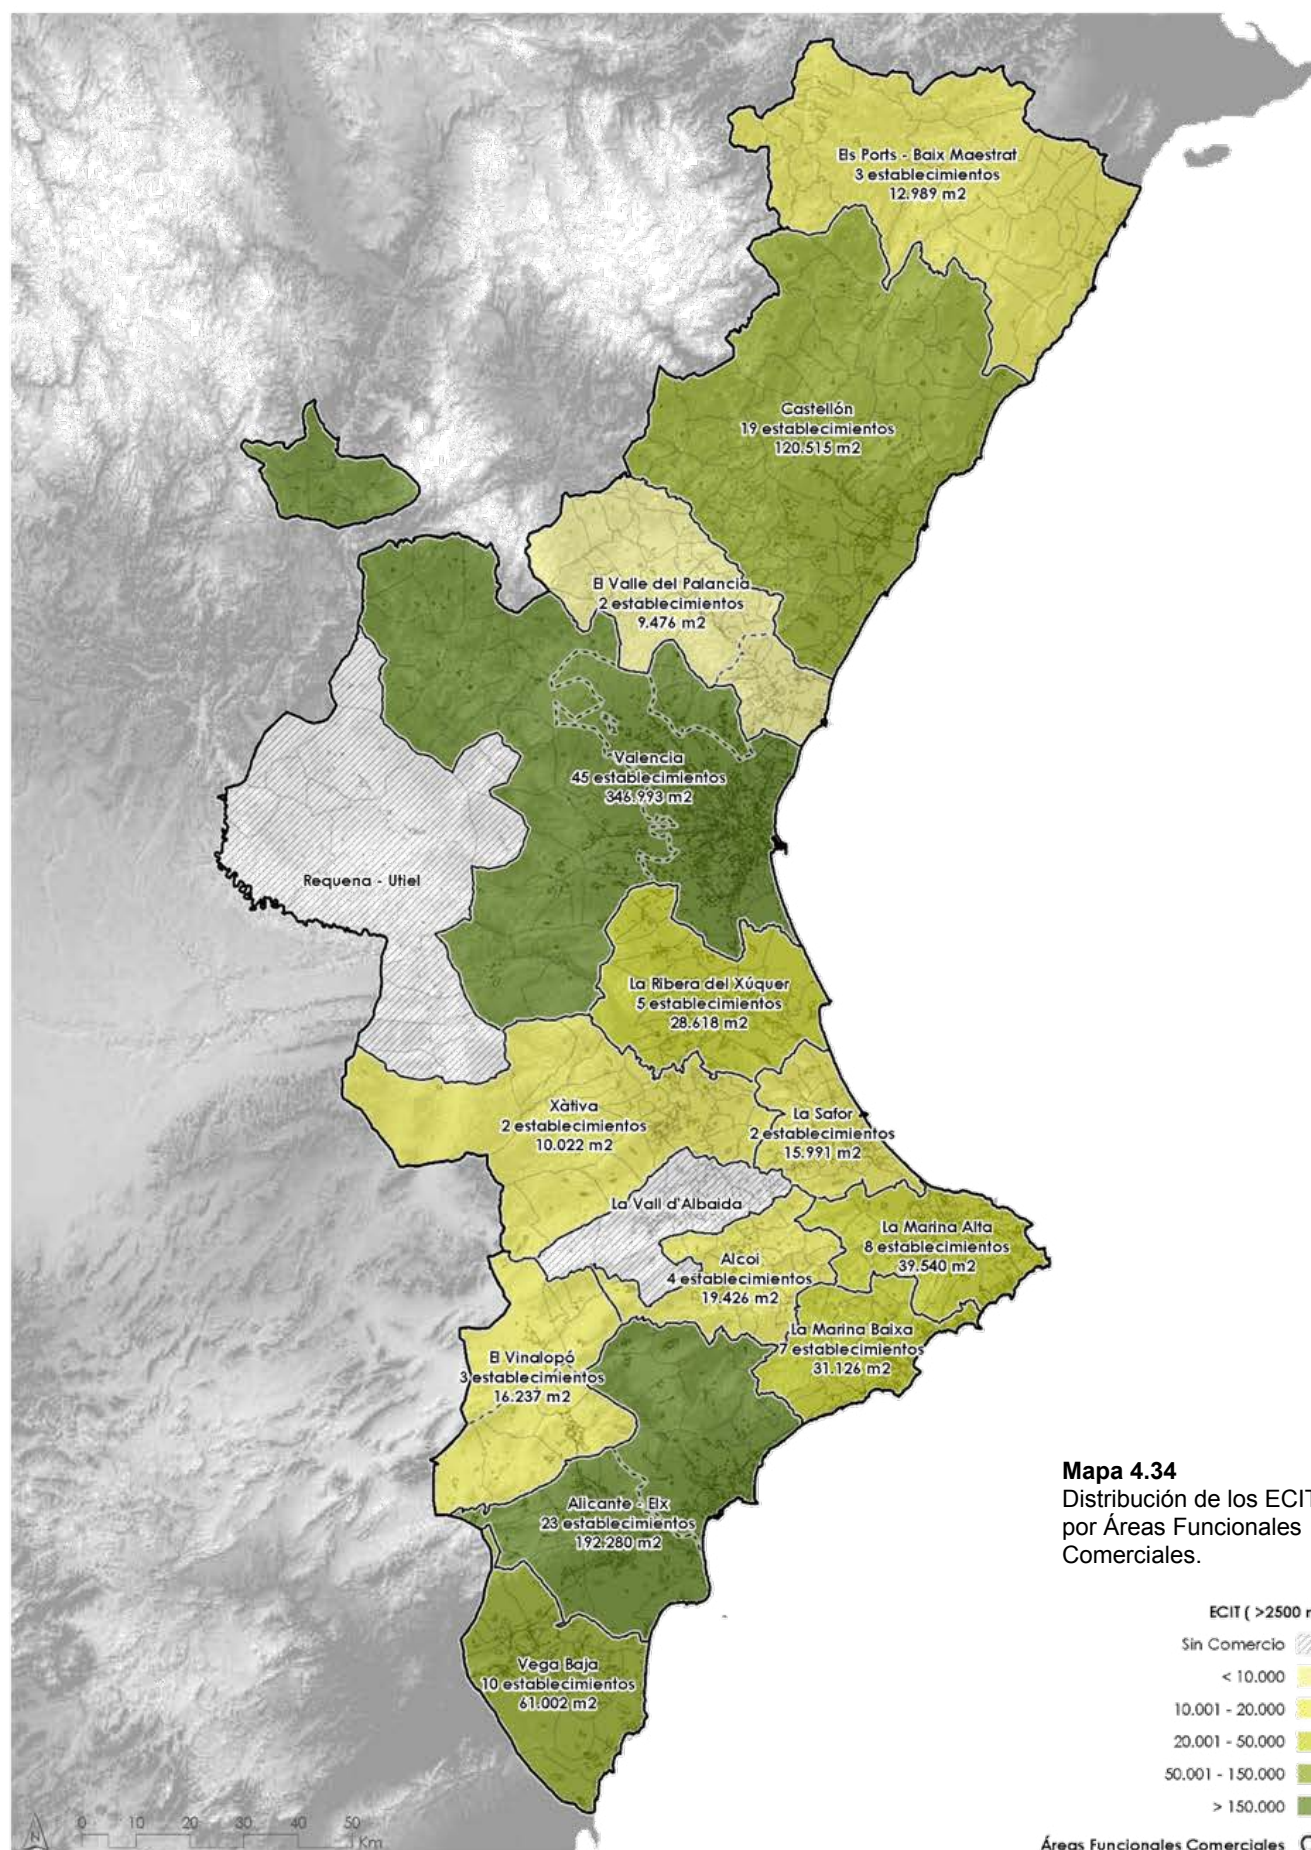 Els Ports - Baix Maestrat
3 establecimientos
12.989 m2
Castellón
19 establecimientos
120.515 m2
El Valle del Palancia
2 establecimientos
9.476 m2
Valencia
45 establecimientos
346.993 m2
Requena - Utiel
La Ribera del Xúquer
5 establecimientos
28.618 m2
Xàtiva
2 establecimientos
10.022 m2
La Safor
2 establecimientos
15.991 m2
La Vall d'Albaida
La Marina Alta
8 establecimientos
39.540 m2
Alcoi
4 establecimientos
19.426 m2
La Marina Baixa
7 establecimientos
31.126 m2
El Vinalopó
3 establecimientos
16.237 m2
Alicante - Elx
23 establecimientos
192.280 m2
Vega Baja
10 establecimientos
61.002 m2
Mapa 4.34
Distribución de los ECIT
por Áreas Funcionales
Comerciales.
ECIT ( >2500
Sin Comercio
< 10.000
10.001 - 20.000
20.001 - 50.000
50.001 - 150.000
> 150.000
Áreas Funcionales Comerciales
N
0 10 20 30 40 50
Km